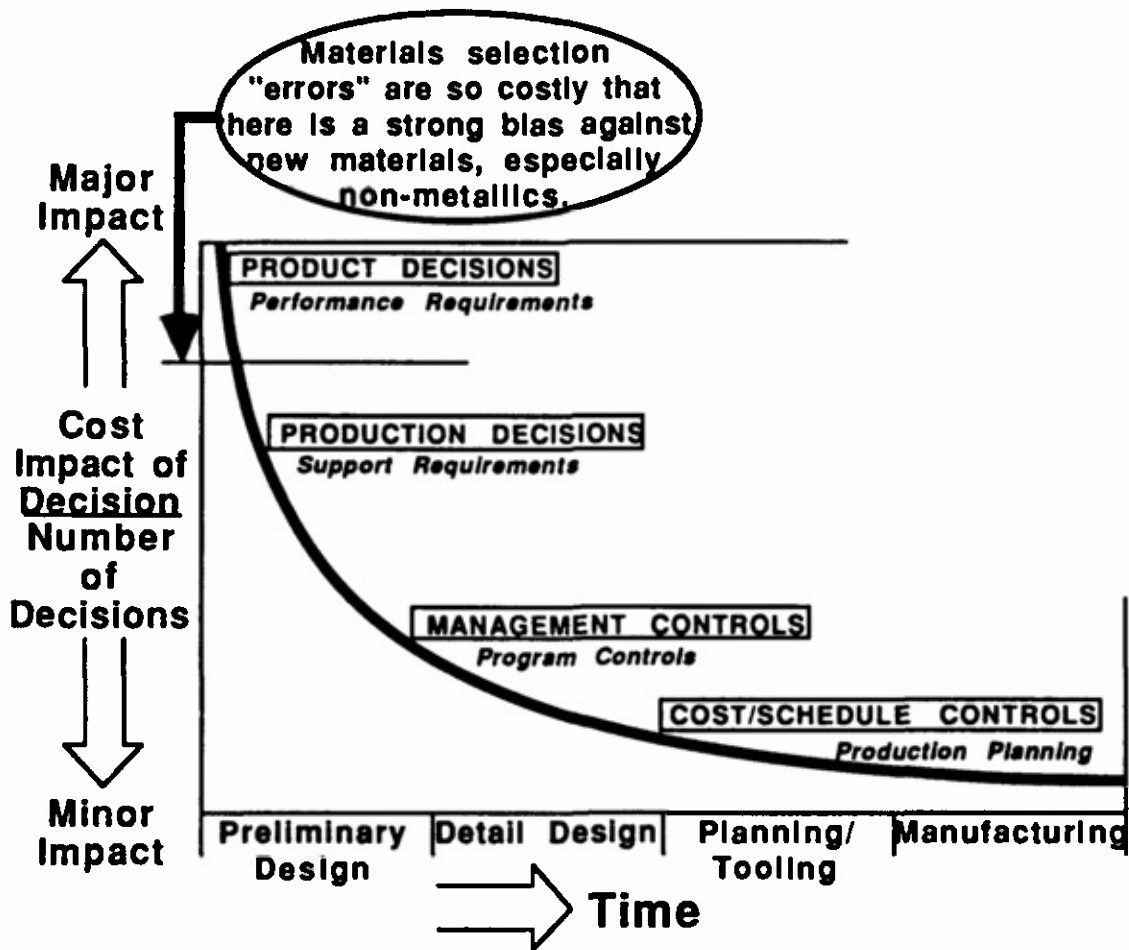 Materials selection
"errors" are so costly that
here is a strong bias against
new materials, especially
non-metallics.
Major
Impact
PRODUCT DECISIONS
Performance Requirements
Cost
Impact of
Decision
Number
of
Decisions
PRODUCTION DECISIONS
Support Requirements
MANAGEMENT CONTROLS
Program Controls
COST/SCHEDULE CONTROLS
Production Planning
Minor
Impact
Preliminary
Design
Detail Design
Planning/
Tooling
Manufacturing
Time